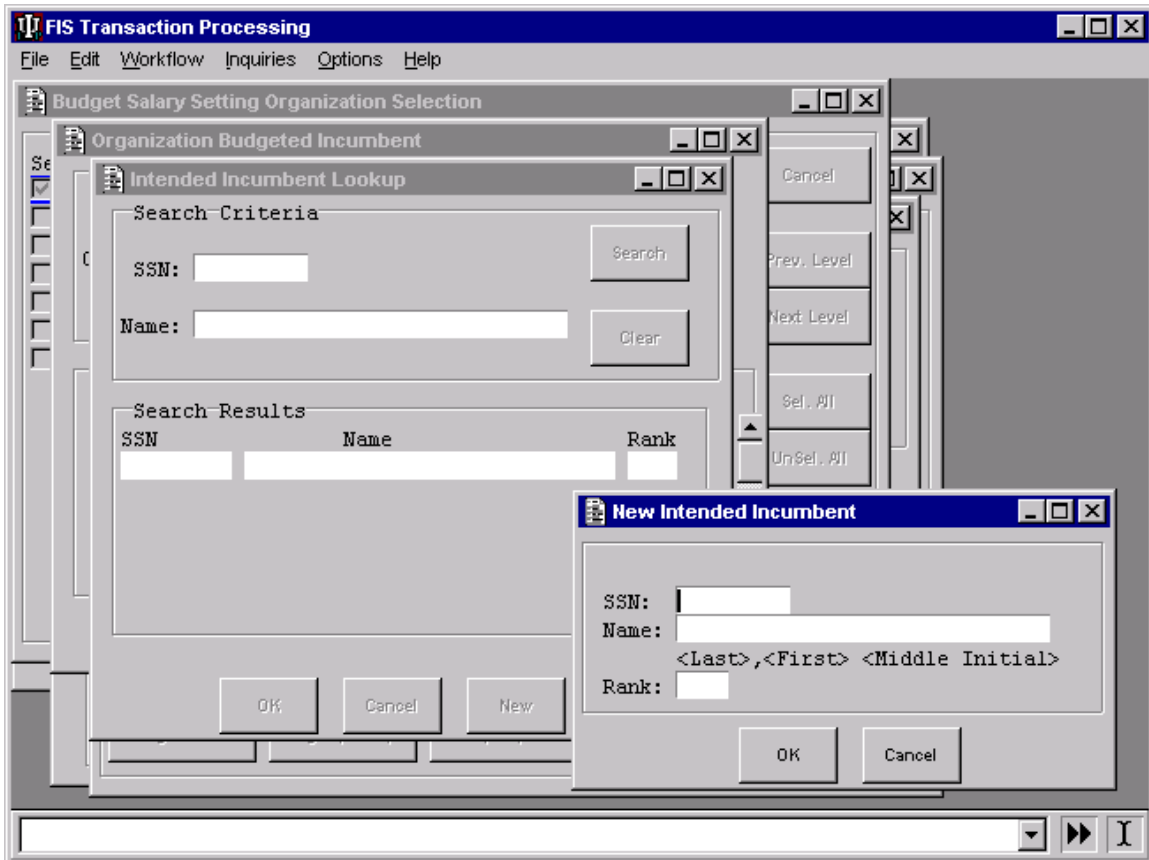 FIS Transaction Processing
File Edit Workflow Inquiries Options Help
Budget Salary Setting Organization Selection
Organization Budgeted Incumbent
Intended Incumbent Lookup
Cancel
Search Criteria
SSN:
Search
Prev. Level
Name:
Clear
Next Level
Sel. All
UnSel. All
Search Results
SSN Name Rank
New Intended Incumbent
SSN:
Name:
<Last>,<First> <Middle Initial>
Rank:
OK Cancel New
OK Cancel